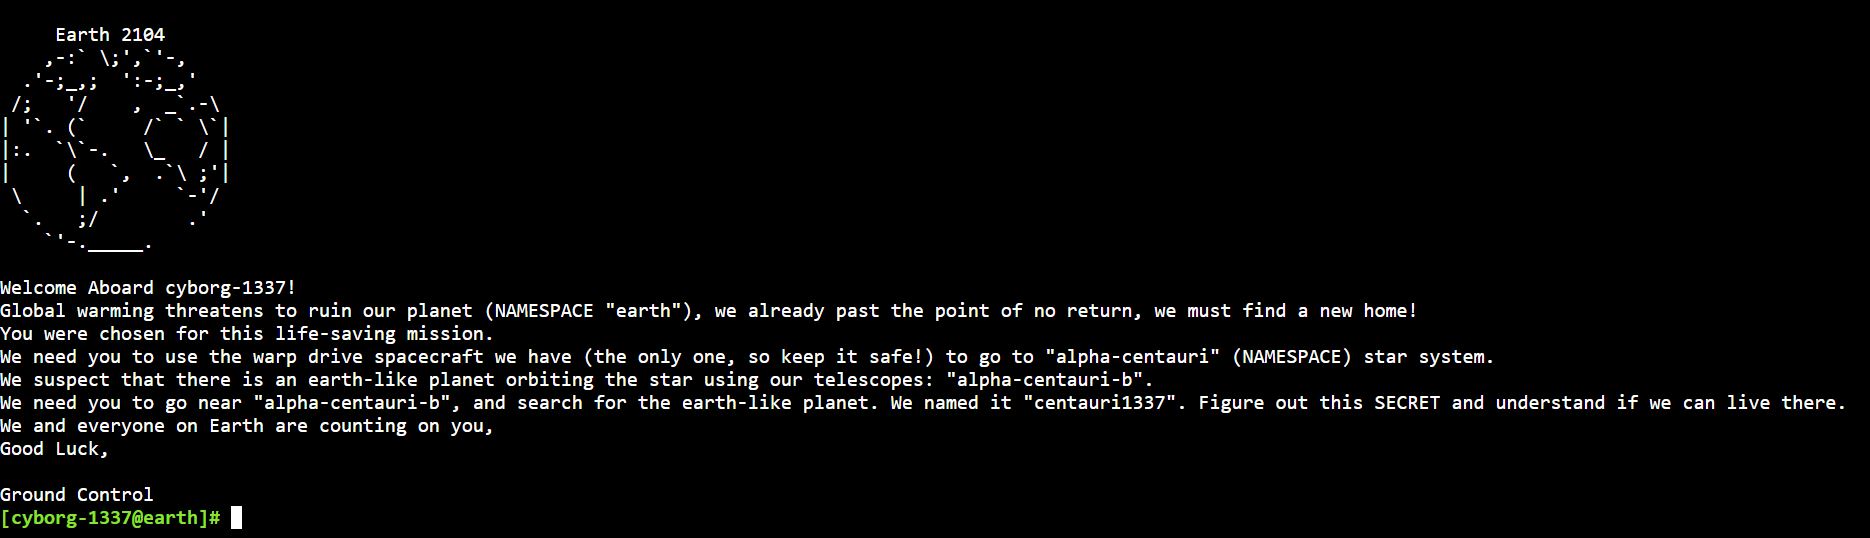 Earth 2104
Welcome Aboard cyborg-1337!
Global warming threatens to ruin our planet (NAMESPACE "earth"), we already past the point of no return, we must find a new home!
You were chosen for this life-saving mission.
We need you to use the warp drive spacecraft we have (the only one, so keep it safe!) to go to "alpha-centauri" (NAMESPACE) star system.
We suspect that there is an earth-like planet orbiting the star using our telescopes: "alpha-centauri-b".
We need you to go near "alpha-centauri-b", and search for the earth-like planet. We named it "centauri1337". Figure out this SECRET and understand if we can live there.
We and everyone on Earth are counting on you,
Good Luck,
Ground Control
[cyborg-1337@earth]#